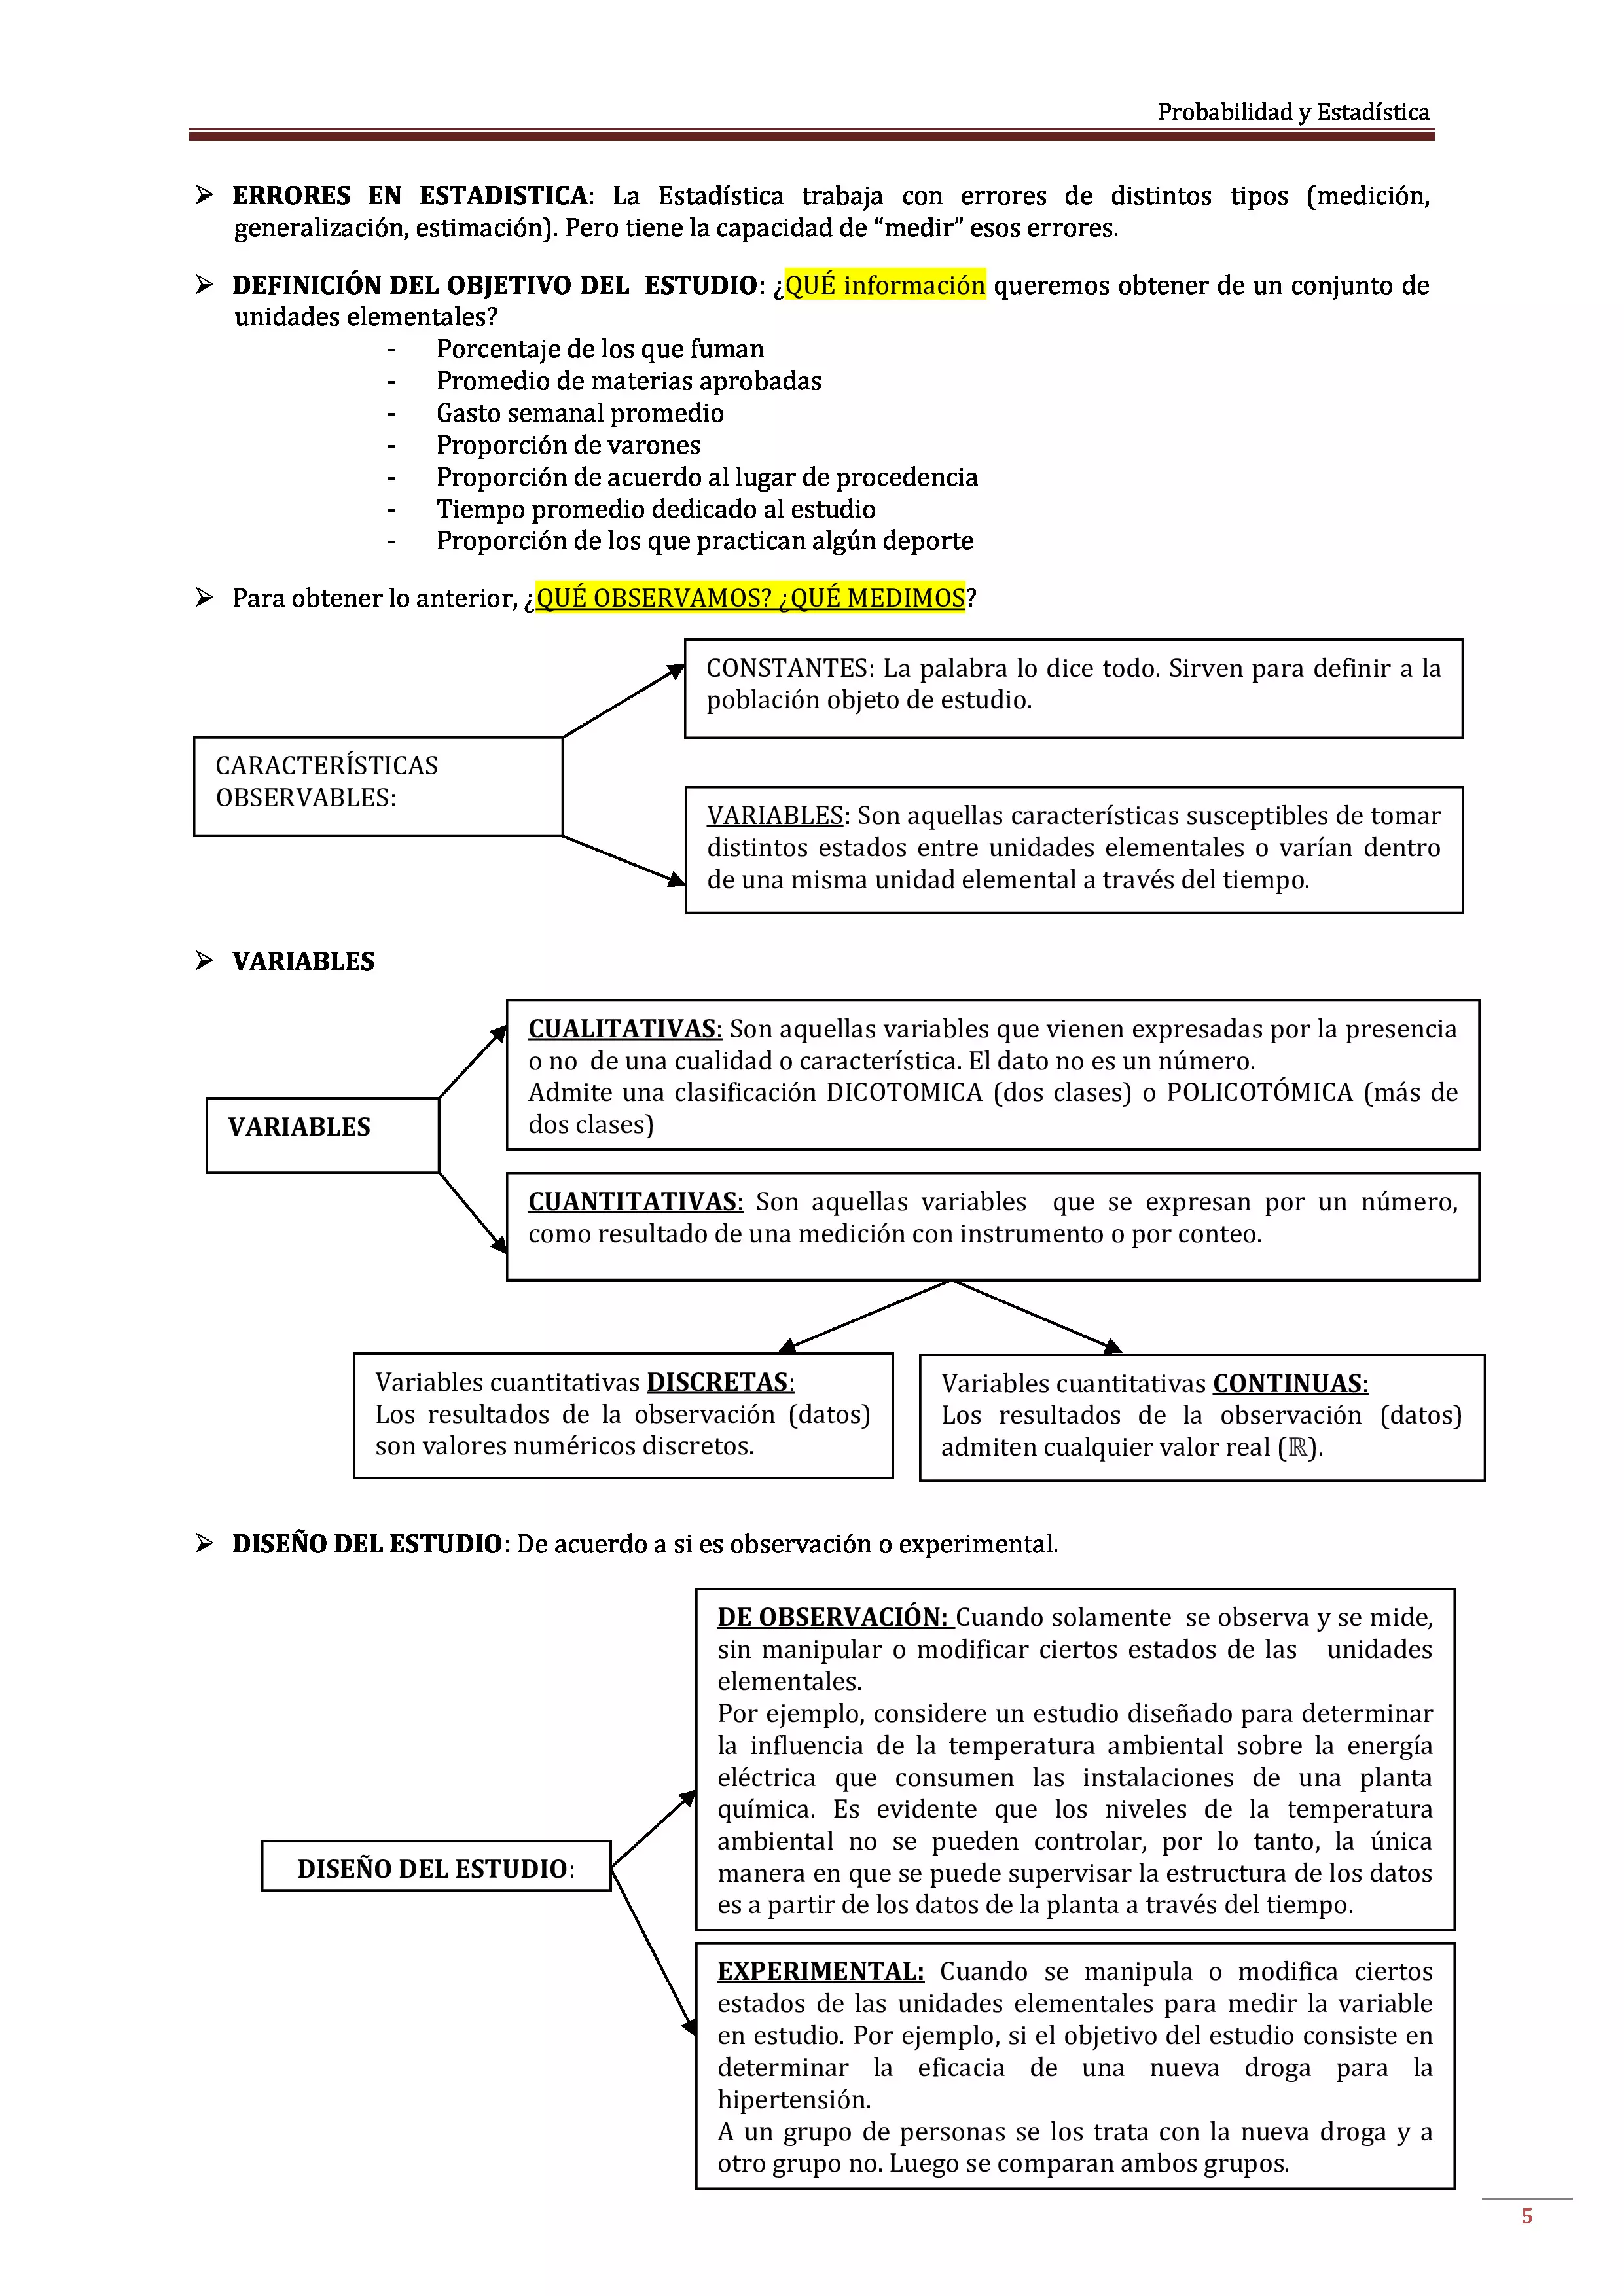 Probabilidad y Estadística
➢ ERRORES EN ESTADISTICA: La Estadística trabaja con errores de distintos tipos (medición,
generalización, estimación). Pero tiene la capacidad de “medir” esos errores.
➢ DEFINICIÓN DEL OBJETIVO DEL ESTUDIO: ¿QUÉ información queremos obtener de un conjunto de
unidades elementales?
- Porcentaje de los que fuman
- Promedio de materias aprobadas
- Gasto semanal promedio
- Proporción de varones
- Proporción de acuerdo al lugar de procedencia
- Tiempo promedio dedicado al estudio
- Proporción de los que practican algún deporte
➢ Para obtener lo anterior, ¿QUÉ OBSERVAMOS? ¿QUÉ MEDIMOS?
CONSTANTES: La palabra lo dice todo. Sirven para definir a la
población objeto de estudio.
CARACTERÍSTICAS
OBSERVABLES:
VARIABLES: Son aquellas características susceptibles de tomar
distintos estados entre unidades elementales o varían dentro
de una misma unidad elemental a través del tiempo.
➢ VARIABLES
CUALITATIVAS: Son aquellas variables que vienen expresadas por la presencia
o no de una cualidad o característica. El dato no es un número.
Admite una clasificación DICOTOMICA (dos clases) o POLICOTÓMICA (más de
dos clases)
VARIABLES
CUANTITATIVAS: Son aquellas variables que se expresan por un número,
como resultado de una medición con instrumento o por conteo.
Variables cuantitativas DISCRETAS:
Los resultados de la observación (datos)
son valores numéricos discretos.
Variables cuantitativas CONTINUAS:
Los resultados de la observación (datos)
admiten cualquier valor real (ℝ).
➢ DISEÑO DEL ESTUDIO: De acuerdo a si es observación o experimental.
DE OBSERVACIÓN: Cuando solamente se observa y se mide,
sin manipular o modificar ciertos estados de las unidades
elementales.
Por ejemplo, considere un estudio diseñado para determinar
la influencia de la temperatura ambiental sobre la energía
eléctrica que consumen las instalaciones de una planta
química. Es evidente que los niveles de la temperatura
ambiental no se pueden controlar, por lo tanto, la única
manera en que se puede supervisar la estructura de los datos
es a partir de los datos de la planta a través del tiempo.
DISEÑO DEL ESTUDIO:
EXPERIMENTAL: Cuando se manipula o modifica ciertos
estados de las unidades elementales para medir la variable
en estudio. Por ejemplo, si el objetivo del estudio consiste en
determinar la eficacia de una nueva droga para la
hipertensión.
A un grupo de personas se los trata con la nueva droga y a
otro grupo no. Luego se comparan ambos grupos.
5